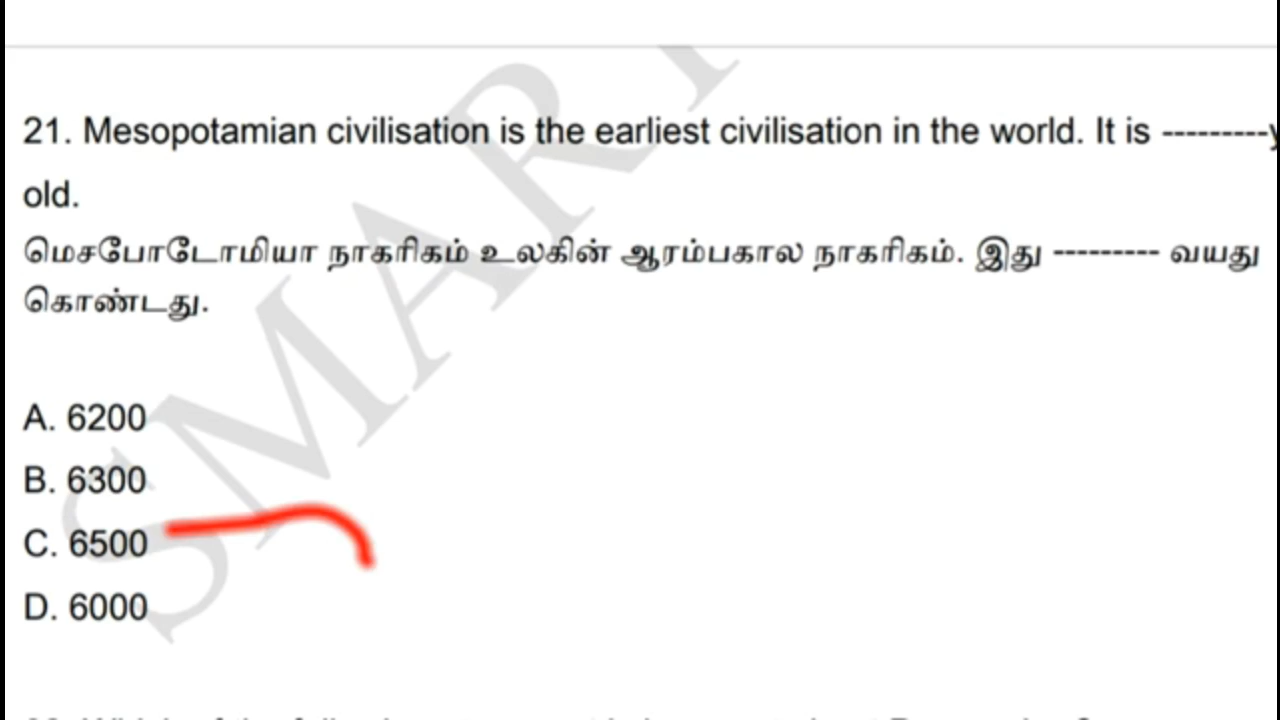 21. Mesopotamian civilisation is the earliest civilisation in the world. It is ---------y
old.
மெசபோடோமியா நாகரிகம் உலகின் ஆரம்பகால நாகரிகம். இது --------- வயது
கொண்டது.
A. 6200
B. 6300
C. 6500
D. 6000
SMART